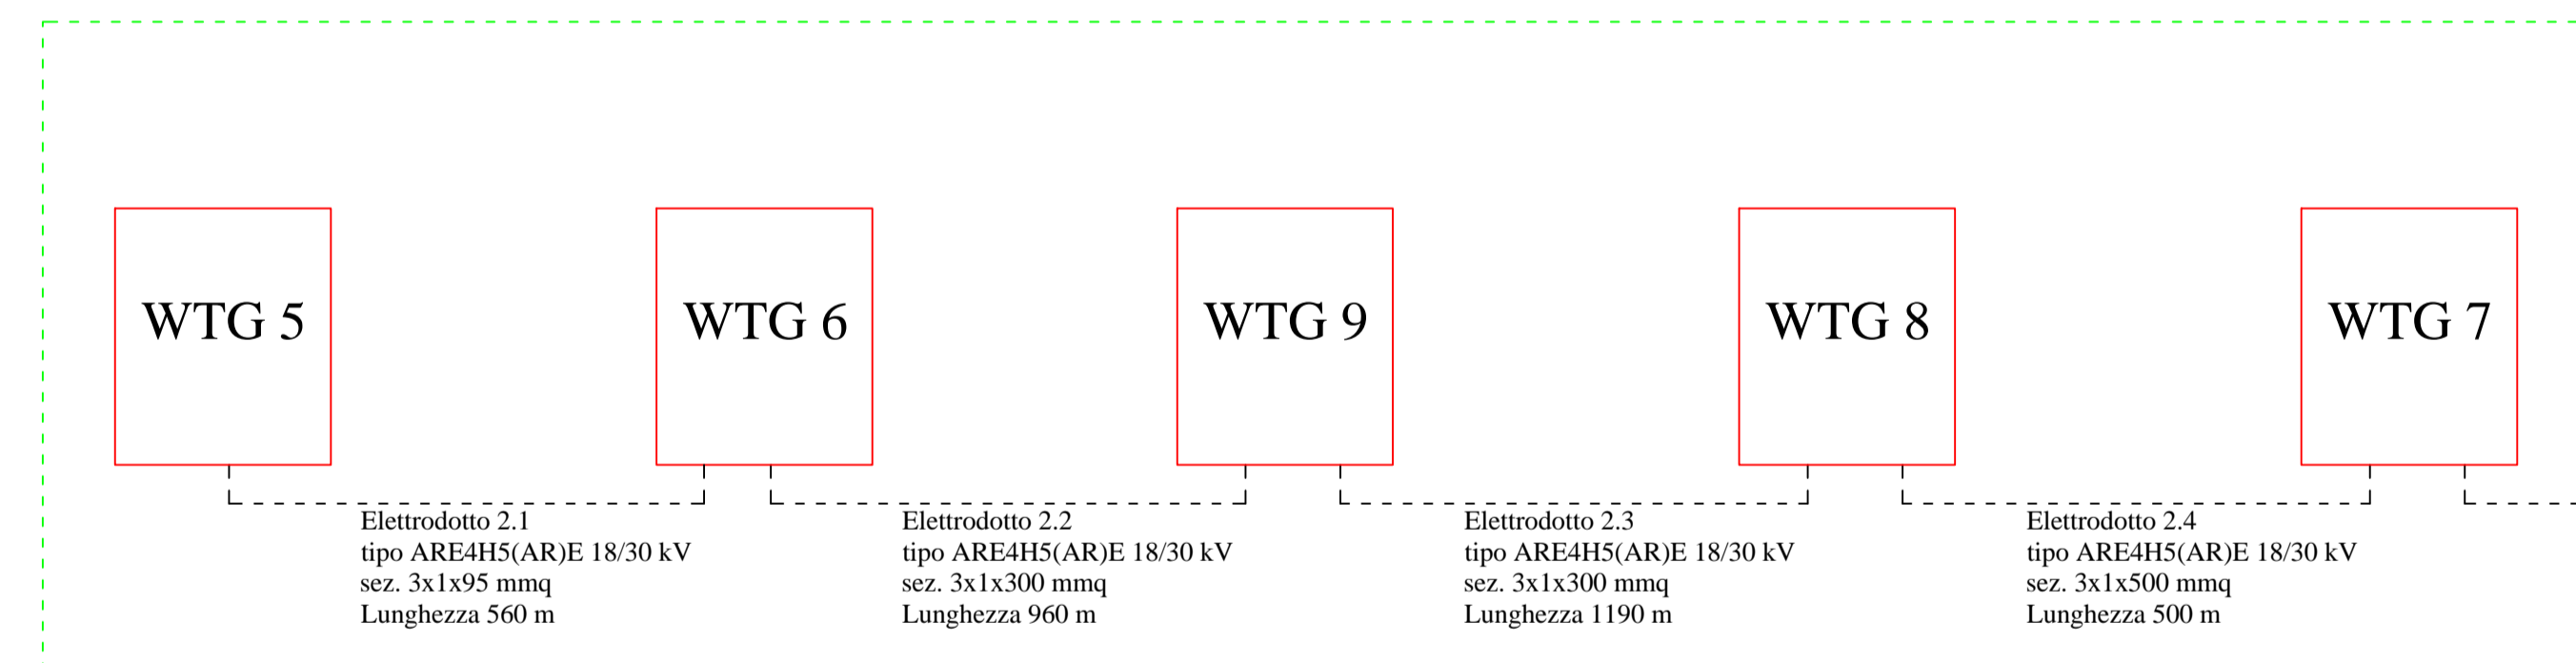 WTG 5
WTG 6
WTG 9
WTG 8
WTG 7
Elettrodotto 2.1
tipo ARE4H5(AR)E 18/30 kV
sez. 3x1x95 mmq
Lunghezza 560 m
Elettrodotto 2.2
tipo ARE4H5(AR)E 18/30 kV
sez. 3x1x300 mmq
Lunghezza 960 m
Elettrodotto 2.3
tipo ARE4H5(AR)E 18/30 kV
sez. 3x1x300 mmq
Lunghezza 1190 m
Elettrodotto 2.4
tipo ARE4H5(AR)E 18/30 kV
sez. 3x1x500 mmq
Lunghezza 500 m